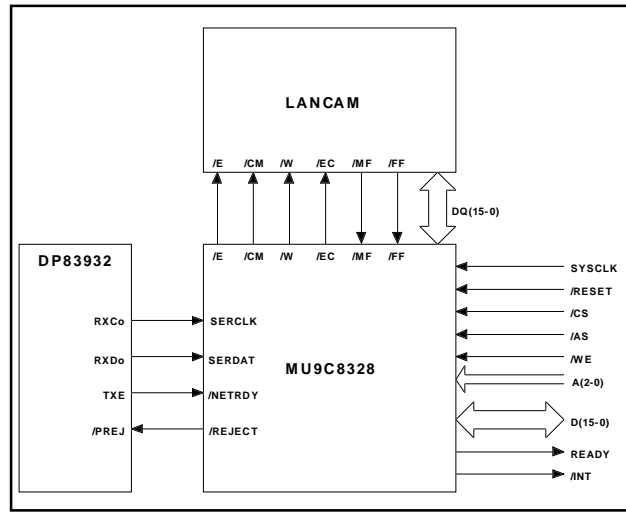 LANCAM
/E /CM /W /EC /MF /FF
DQ(15-0)
DP83932
/E /CM /W /EC /MF /FF
SYSCLK
/RESET
RXCo SERCLK
/CS
/AS
RXDo SERDAT
/WE
MU9C8328
A(2-0)
TXE /NETRDY
D(15-0)
/PREJ /REJECT
READY
/INT